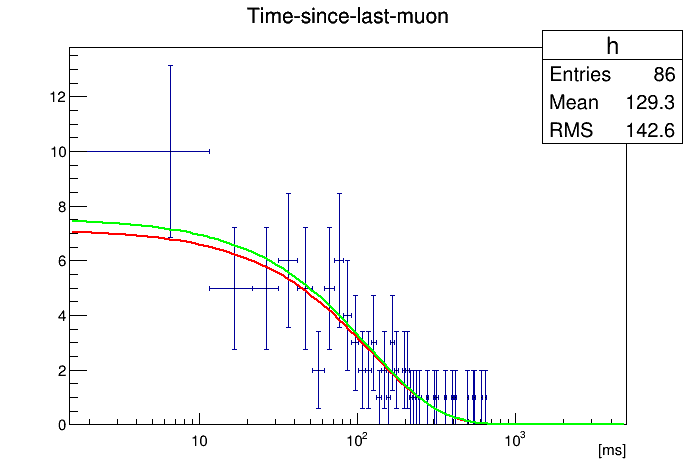 Time-since-last-muon
h
Entries 86
Mean 129.3
RMS 142.6
12
10
8
6
4
2
0
10 10² 10³
[ms]